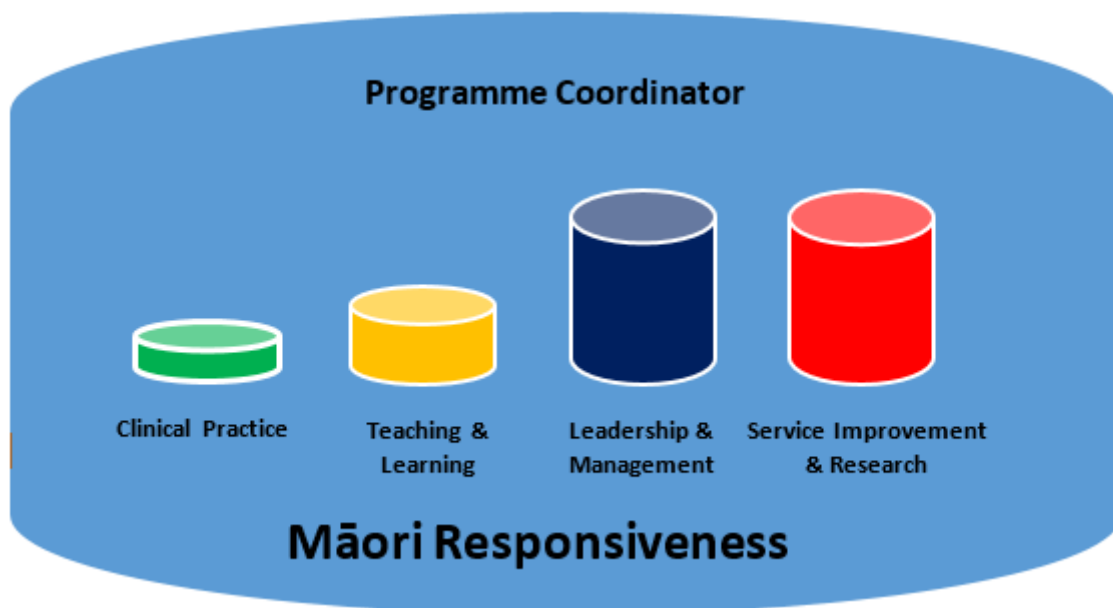 Programme Coordinator
Clinical Practice
Teaching &
Learning
Leadership &
Management
Service Improvement
& Research
Māori Responsiveness